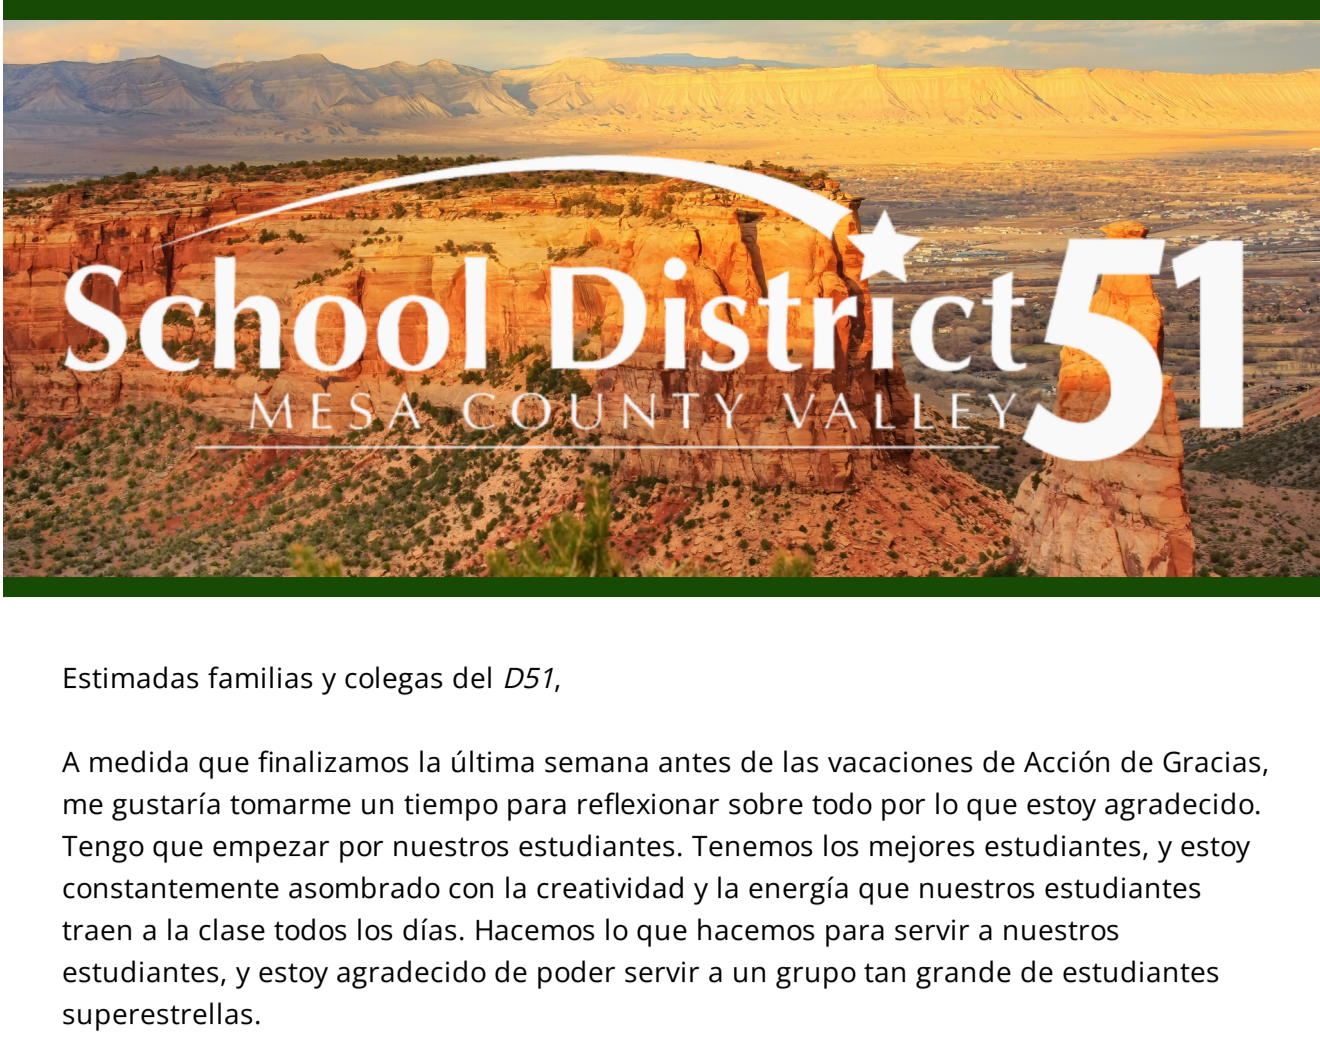 School District 51
MESA COUNTY VALLEY
Estimadas familias y colegas del D51,
A medida que finalizamos la última semana antes de las vacaciones de Acción de Gracias,
me gustaría tomarme un tiempo para reflexionar sobre todo por lo que estoy agradecido.
Tengo que empezar por nuestros estudiantes. Tenemos los mejores estudiantes, y estoy
constantemente asombrado con la creatividad y la energía que nuestros estudiantes
traen a la clase todos los días. Hacemos lo que hacemos para servir a nuestros
estudiantes, y estoy agradecido de poder servir a un grupo tan grande de estudiantes
superestrellas.